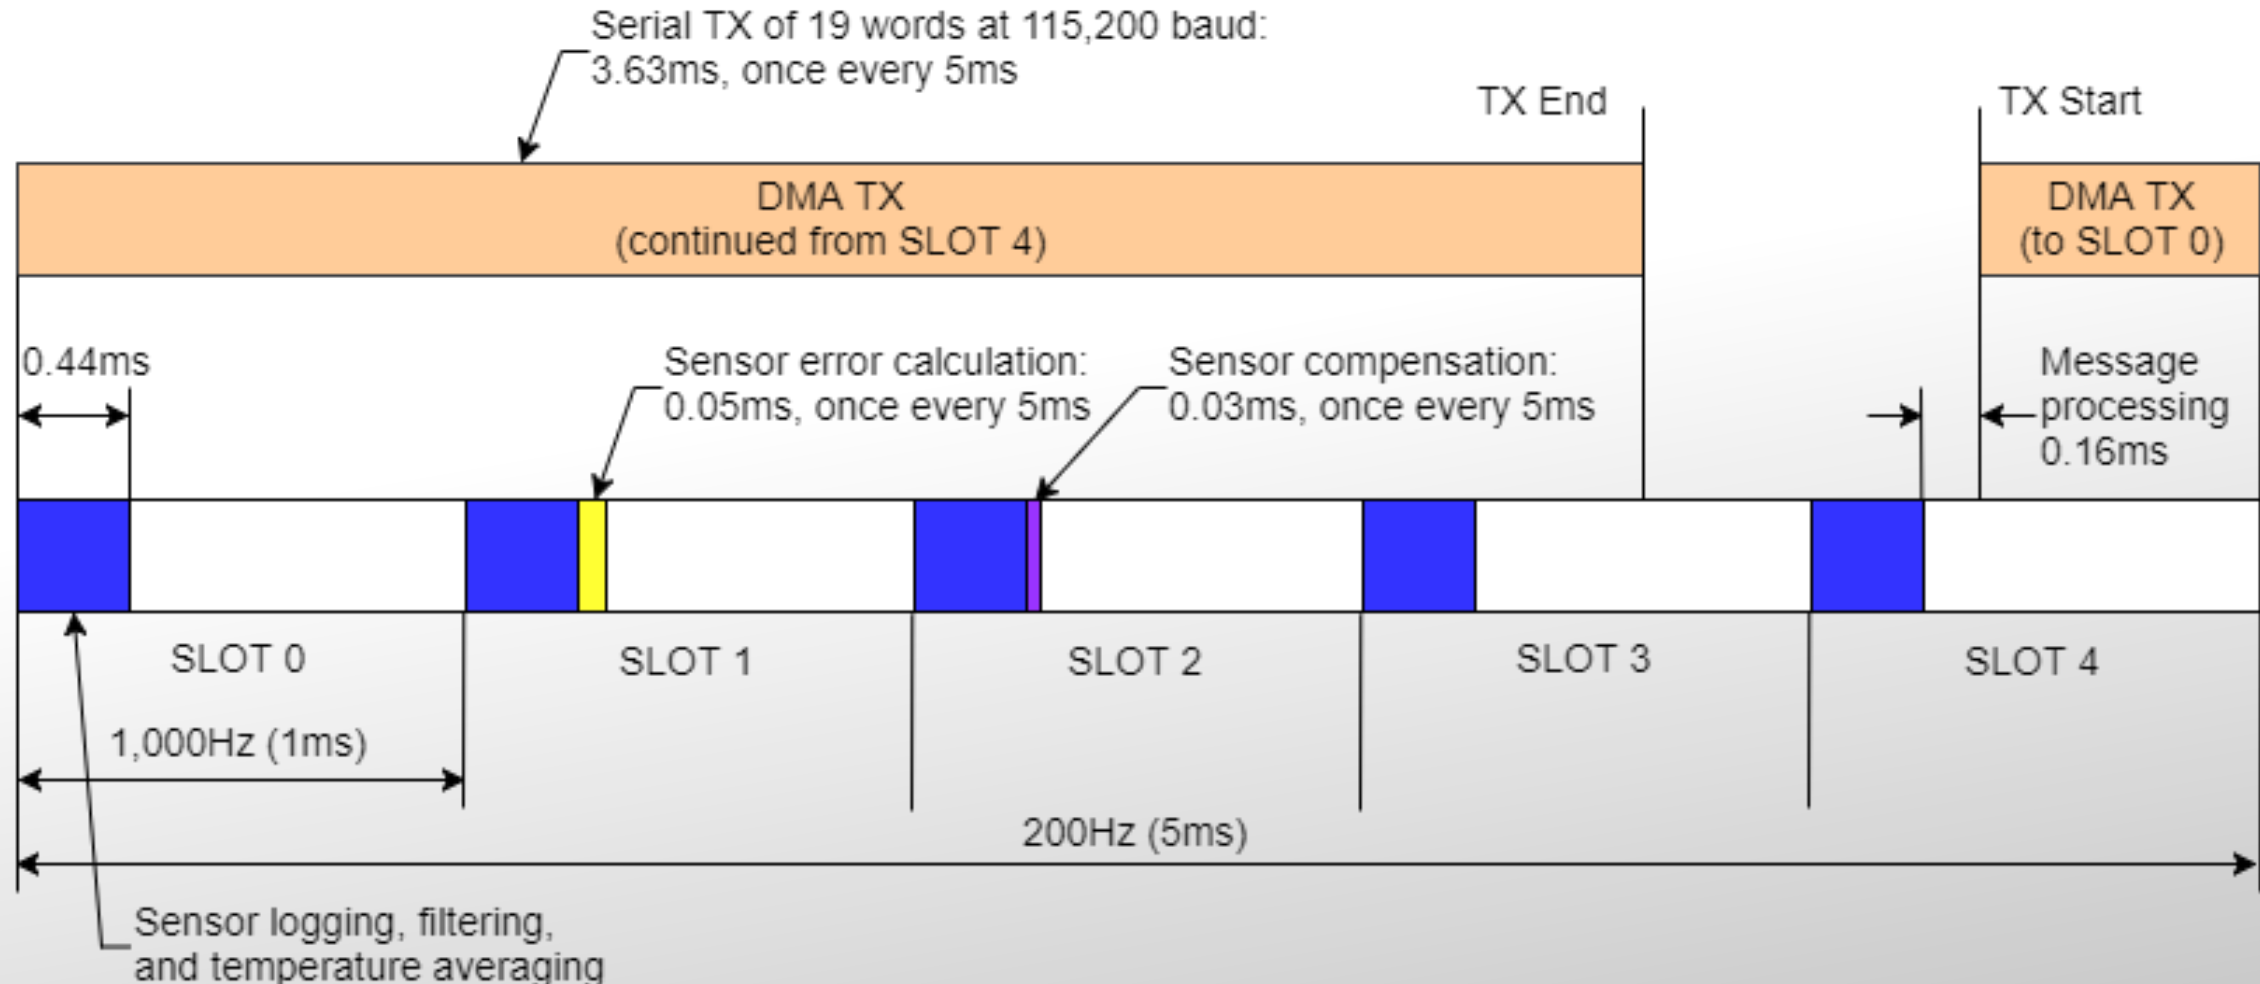 Serial TX of 19 words at 115,200 baud:
3.63ms, once every 5ms
TX End
TX Start
DMA TX
(continued from SLOT 4)
DMA TX
(to SLOT 0)
0.44ms
Sensor error calculation:
0.05ms, once every 5ms
Sensor compensation:
0.03ms, once every 5ms
Message
processing
0.16ms
SLOT 0
SLOT 1
SLOT 2
SLOT 3
SLOT 4
1,000Hz (1ms)
200Hz (5ms)
Sensor logging, filtering,
and temperature averaging